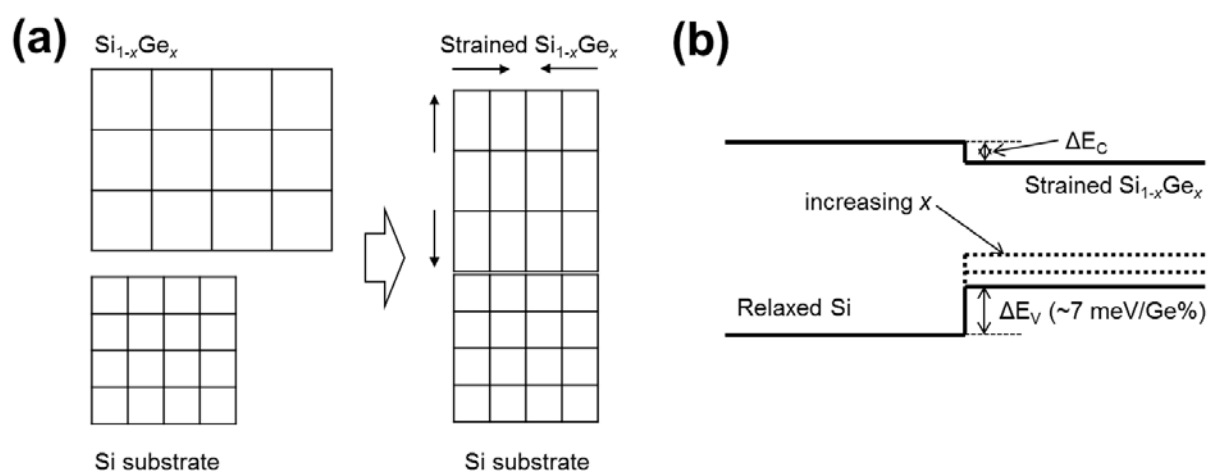 (a)
Si1-xGex
Si substrate
Strained Si1-xGex
Si substrate
(b)
ΔEC
Strained Si1-xGex
increasing x
Relaxed Si
ΔEV (~7 meV/Ge%)